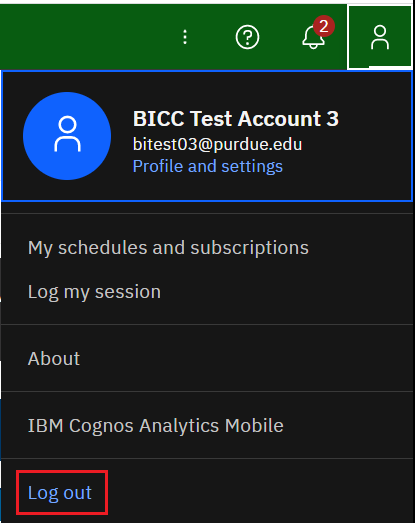 2
BICC Test Account 3
bitest03@purdue.edu
Profile and settings
My schedules and subscriptions
Log my session
About
IBM Cognos Analytics Mobile
Log out